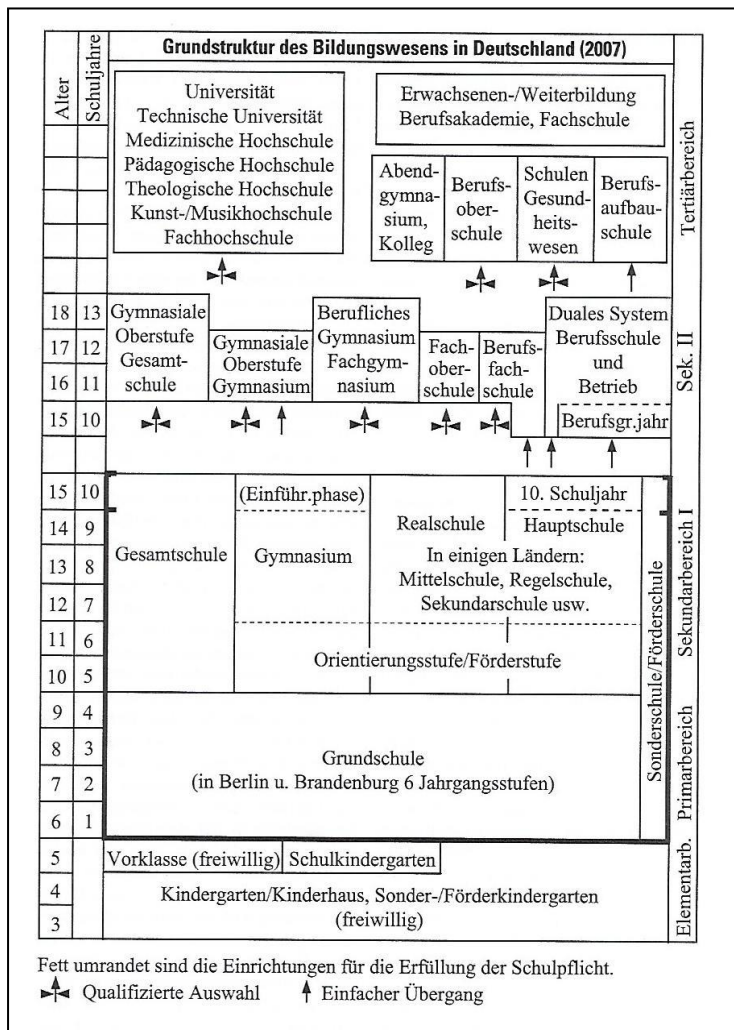 Grundstruktur des Bildungswesens in Deutschland (2007)
Alter
Schuljahre
Universität
Technische Universität
Medizinische Hochschule
Pädagogische Hochschule
Theologische Hochschule
Kunst-/Musikhochschule
Fachhochschule
Erwachsenen-/Weiterbildung
Berufsakademie, Fachschule
Abend-
gymna-
sium,
Kolleg
Berufs-
ober-
schule
Schulen
Gesund-
heits-
wesen
Berufs-
aufbau-
schule
Tertiärbereich
18 13
17 12
16 11
15 10
Gymnasiale
Oberstufe
Gesamt-
schule
Gymnasiale
Oberstufe
Gymnasium
Berufliches
Gymnasium
Fachgym-
nasium
Fach-
ober-
schule
Berufs-
fach-
schule
Duales System
Berufsschule
und
Betrieb
Berufsgr.jahr
Sek. II
15 10
14 9
13 8
12 7
11 6
10 5
Gesamtschule
(Einführ.phase)
Gymnasium
Realschule
10. Schuljahr
Hauptschule
In einigen Ländern:
Mittelschule, Regelschule,
Sekundarschule usw.
Orientierungsstufe/Förderstufe
Sonderschule/Förderschule
Sekundarbereich I
9 4
8 3
7 2
6 1
Grundschule
(in Berlin u. Brandenburg 6 Jahrgangsstufen)
Primarbereich
5
4
3
Vorklasse (freiwillig)
Schulkindergarten
Kindergarten/Kinderhaus, Sonder-/Förderkindergarten
(freiwillig)
Elementarb.
Fett umrandet sind die Einrichtungen für die Erfüllung der Schulpflicht.
Qualifizierte Auswahl
Einfacher Übergang